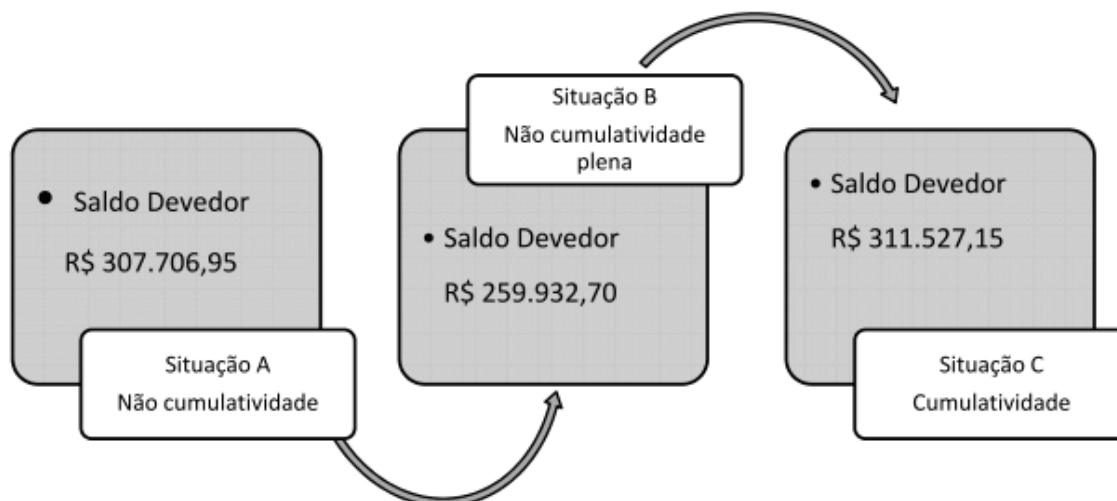 • Saldo Devedor
R$ 307.706,95
Situação A
Não cumulatividade
Situação B
Não cumulatividade
plena
• Saldo Devedor
R$ 259.932,70
• Saldo Devedor
R$ 311.527,15
Situação C
Cumulatividade